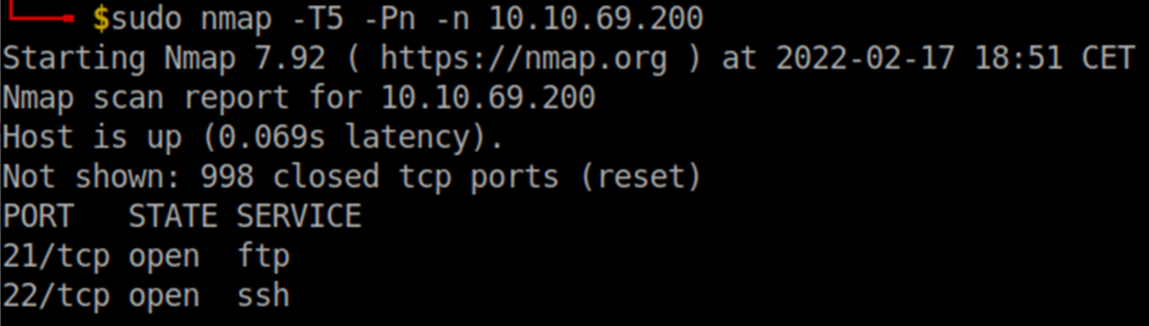 $sudo nmap -T5 -Pn -n 10.10.69.200
Starting Nmap 7.92 ( https://nmap.org ) at 2022-02-17 18:51 CET
Nmap scan report for 10.10.69.200
Host is up (0.069s latency).
Not shown: 998 closed tcp ports (reset)
PORT   STATE SERVICE
21/tcp open  ftp
22/tcp open  ssh